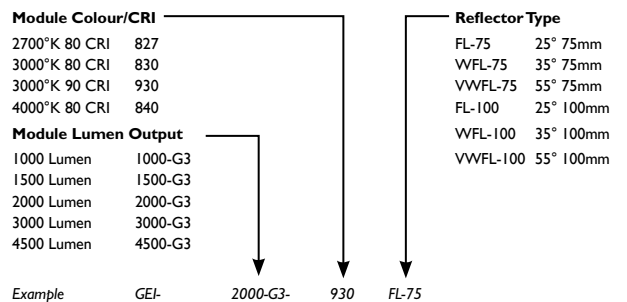 Module Colour/CRI
2700°K 80 CRI 827
3000°K 80 CRI 830
3000°K 90 CRI 930
4000°K 80 CRI 840
Module Lumen Output
1000 Lumen 1000-G3
1500 Lumen 1500-G3
2000 Lumen 2000-G3
3000 Lumen 3000-G3
4500 Lumen 4500-G3
Reflector Type
FL-75 25° 75mm
WFL-75 35° 75mm
VWFL-75 55° 75mm
FL-100 25° 100mm
WFL-100 35° 100mm
VWFL-100 55° 100mm
Example GEI- 2000-G3- 930 FL-75